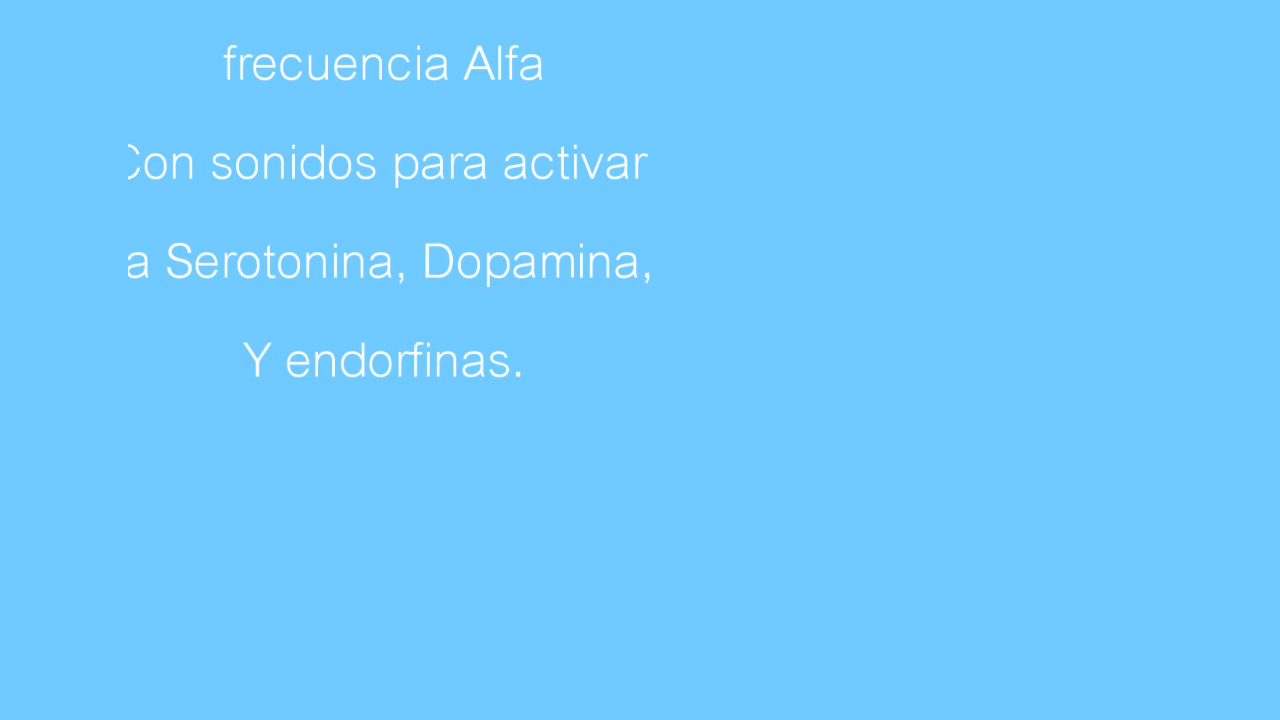 frecuencia Alfa
Con sonidos para activar
a Serotonina, Dopamina,
Y endorfinas.